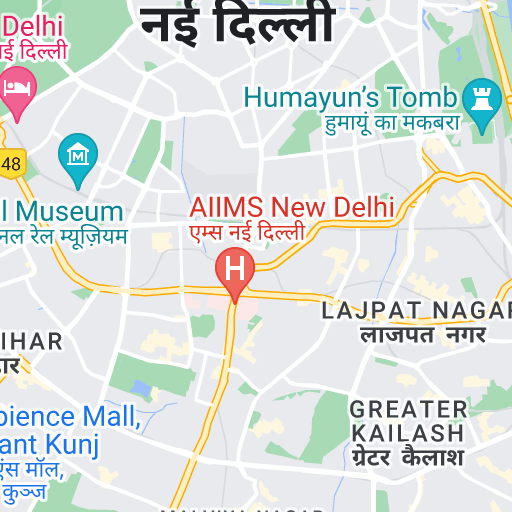 नई दिल्ली
Delhi
ई दिल्ली
Humayun's Tomb
हुमायूं का मकबरा
48
l Museum
नल रेल म्यूज़ियम
AIIMS New Delhi
एम्स नई दिल्ली
H
LAJPAT NAGAR
लाजपत नगर
IHAR
हार
GREATER
KAILASH
ग्रेटर कैलाश
bience Mall,
ant Kunj
एंस मॉल,
कुञ्ज